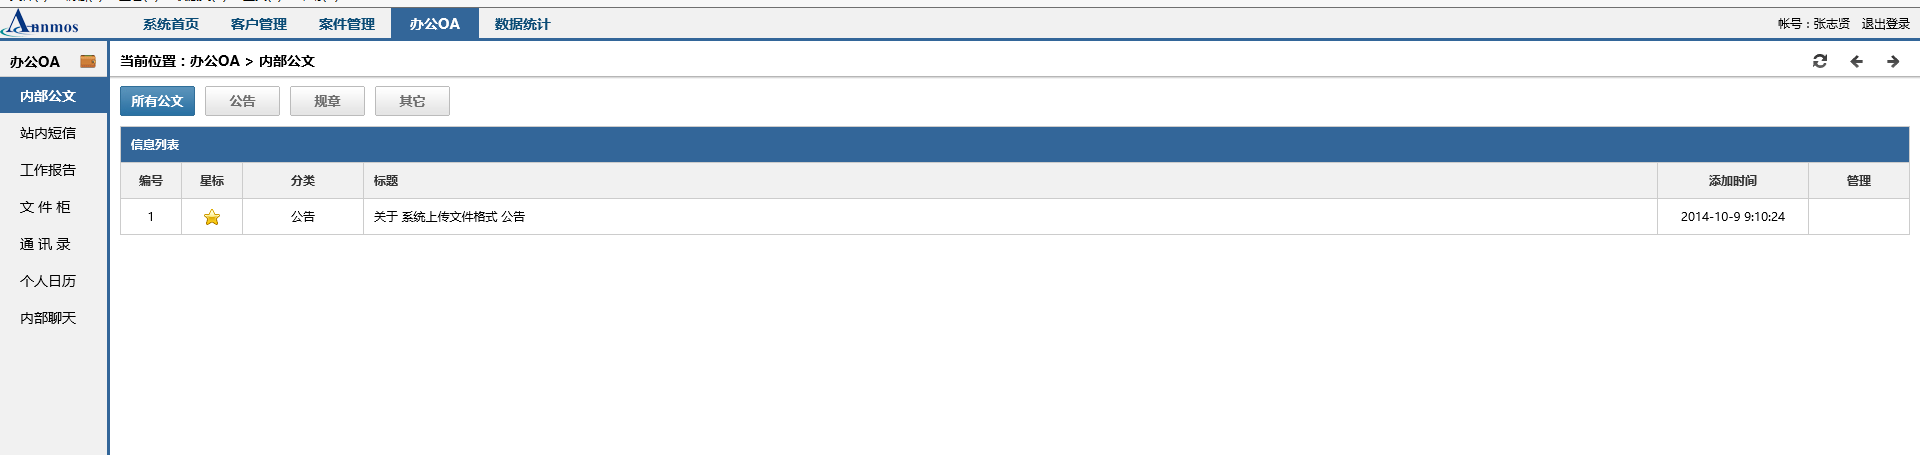 Aanmos
系统首页 客户管理 案件管理 办公OA 数据统计
帐号：张志贤 退出登录
办公OA
当前位置：办公OA > 内部公文
内部公文
站内短信
工作报告
文 件 柜
通 讯 录
个人日历
内部聊天
所有公文 公告 规章 其它
信息列表
编号 星标 分类 标题 添加时间 管理
1 公告 关于 系统上传文件格式 公告 2014-10-9 9:10:24